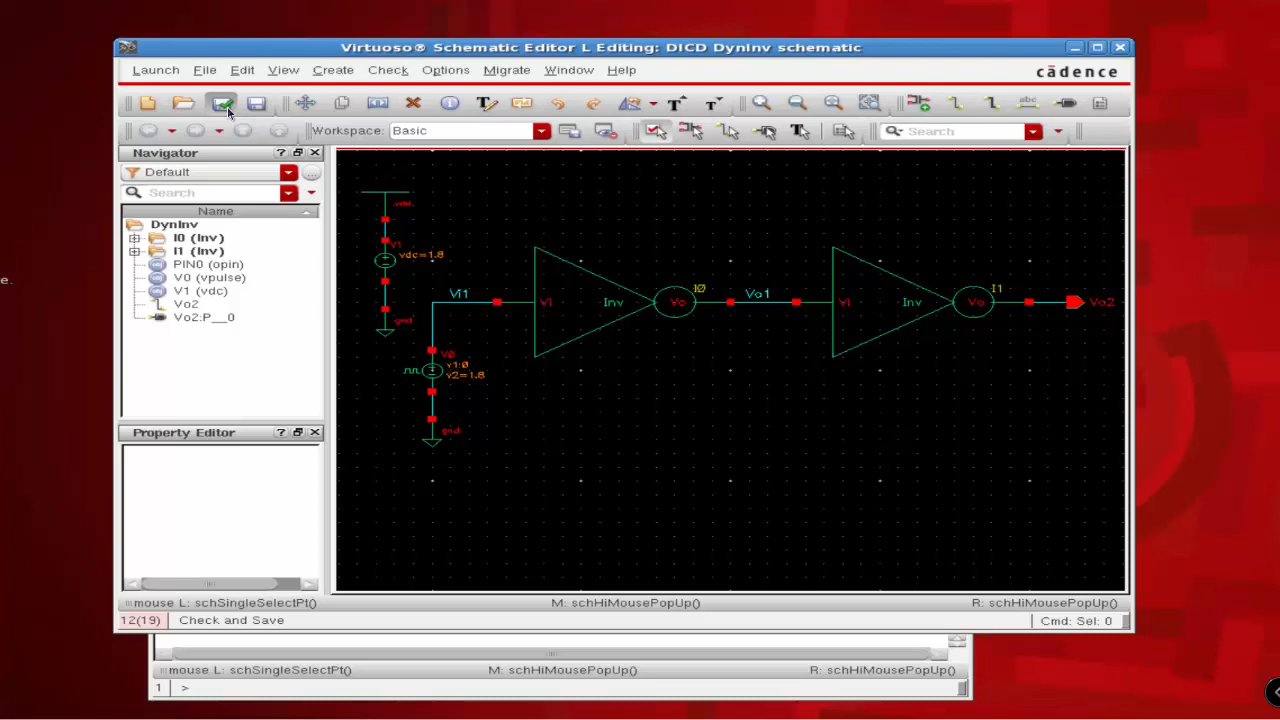 Virtuoso® Schematic Editor L Editing: DICD DynInv schematic
Launch File Edit View Create Check Options Migrate Window Help
cādence
Workspace: Basic
Search
Navigator
Default
Search
Name
DynInv
I0 (Inv)
I1 (Inv)
PIN0 (opin)
V0 (vpulse)
V1 (vdc)
Vo2
Vo2:P__0
Property Editor
vdd
V1
vdc=1.8
gnd
Vi1
V0
v1:0
v2=1.8
gnd
Vi
Inv
Vo
I0
Vo1
Vi
Inv
Vo
I1
Vo2
e.
mouse L: schSingleSelectPt()
M: schHiMousePopUp()
R: schHiMousePopUp()
12(19)
Check and Save
Cmd: Sel: 0
mouse L: schSingleSelectPt()
M: schHiMousePopUp()
R: schHiMousePopUp()
1 >